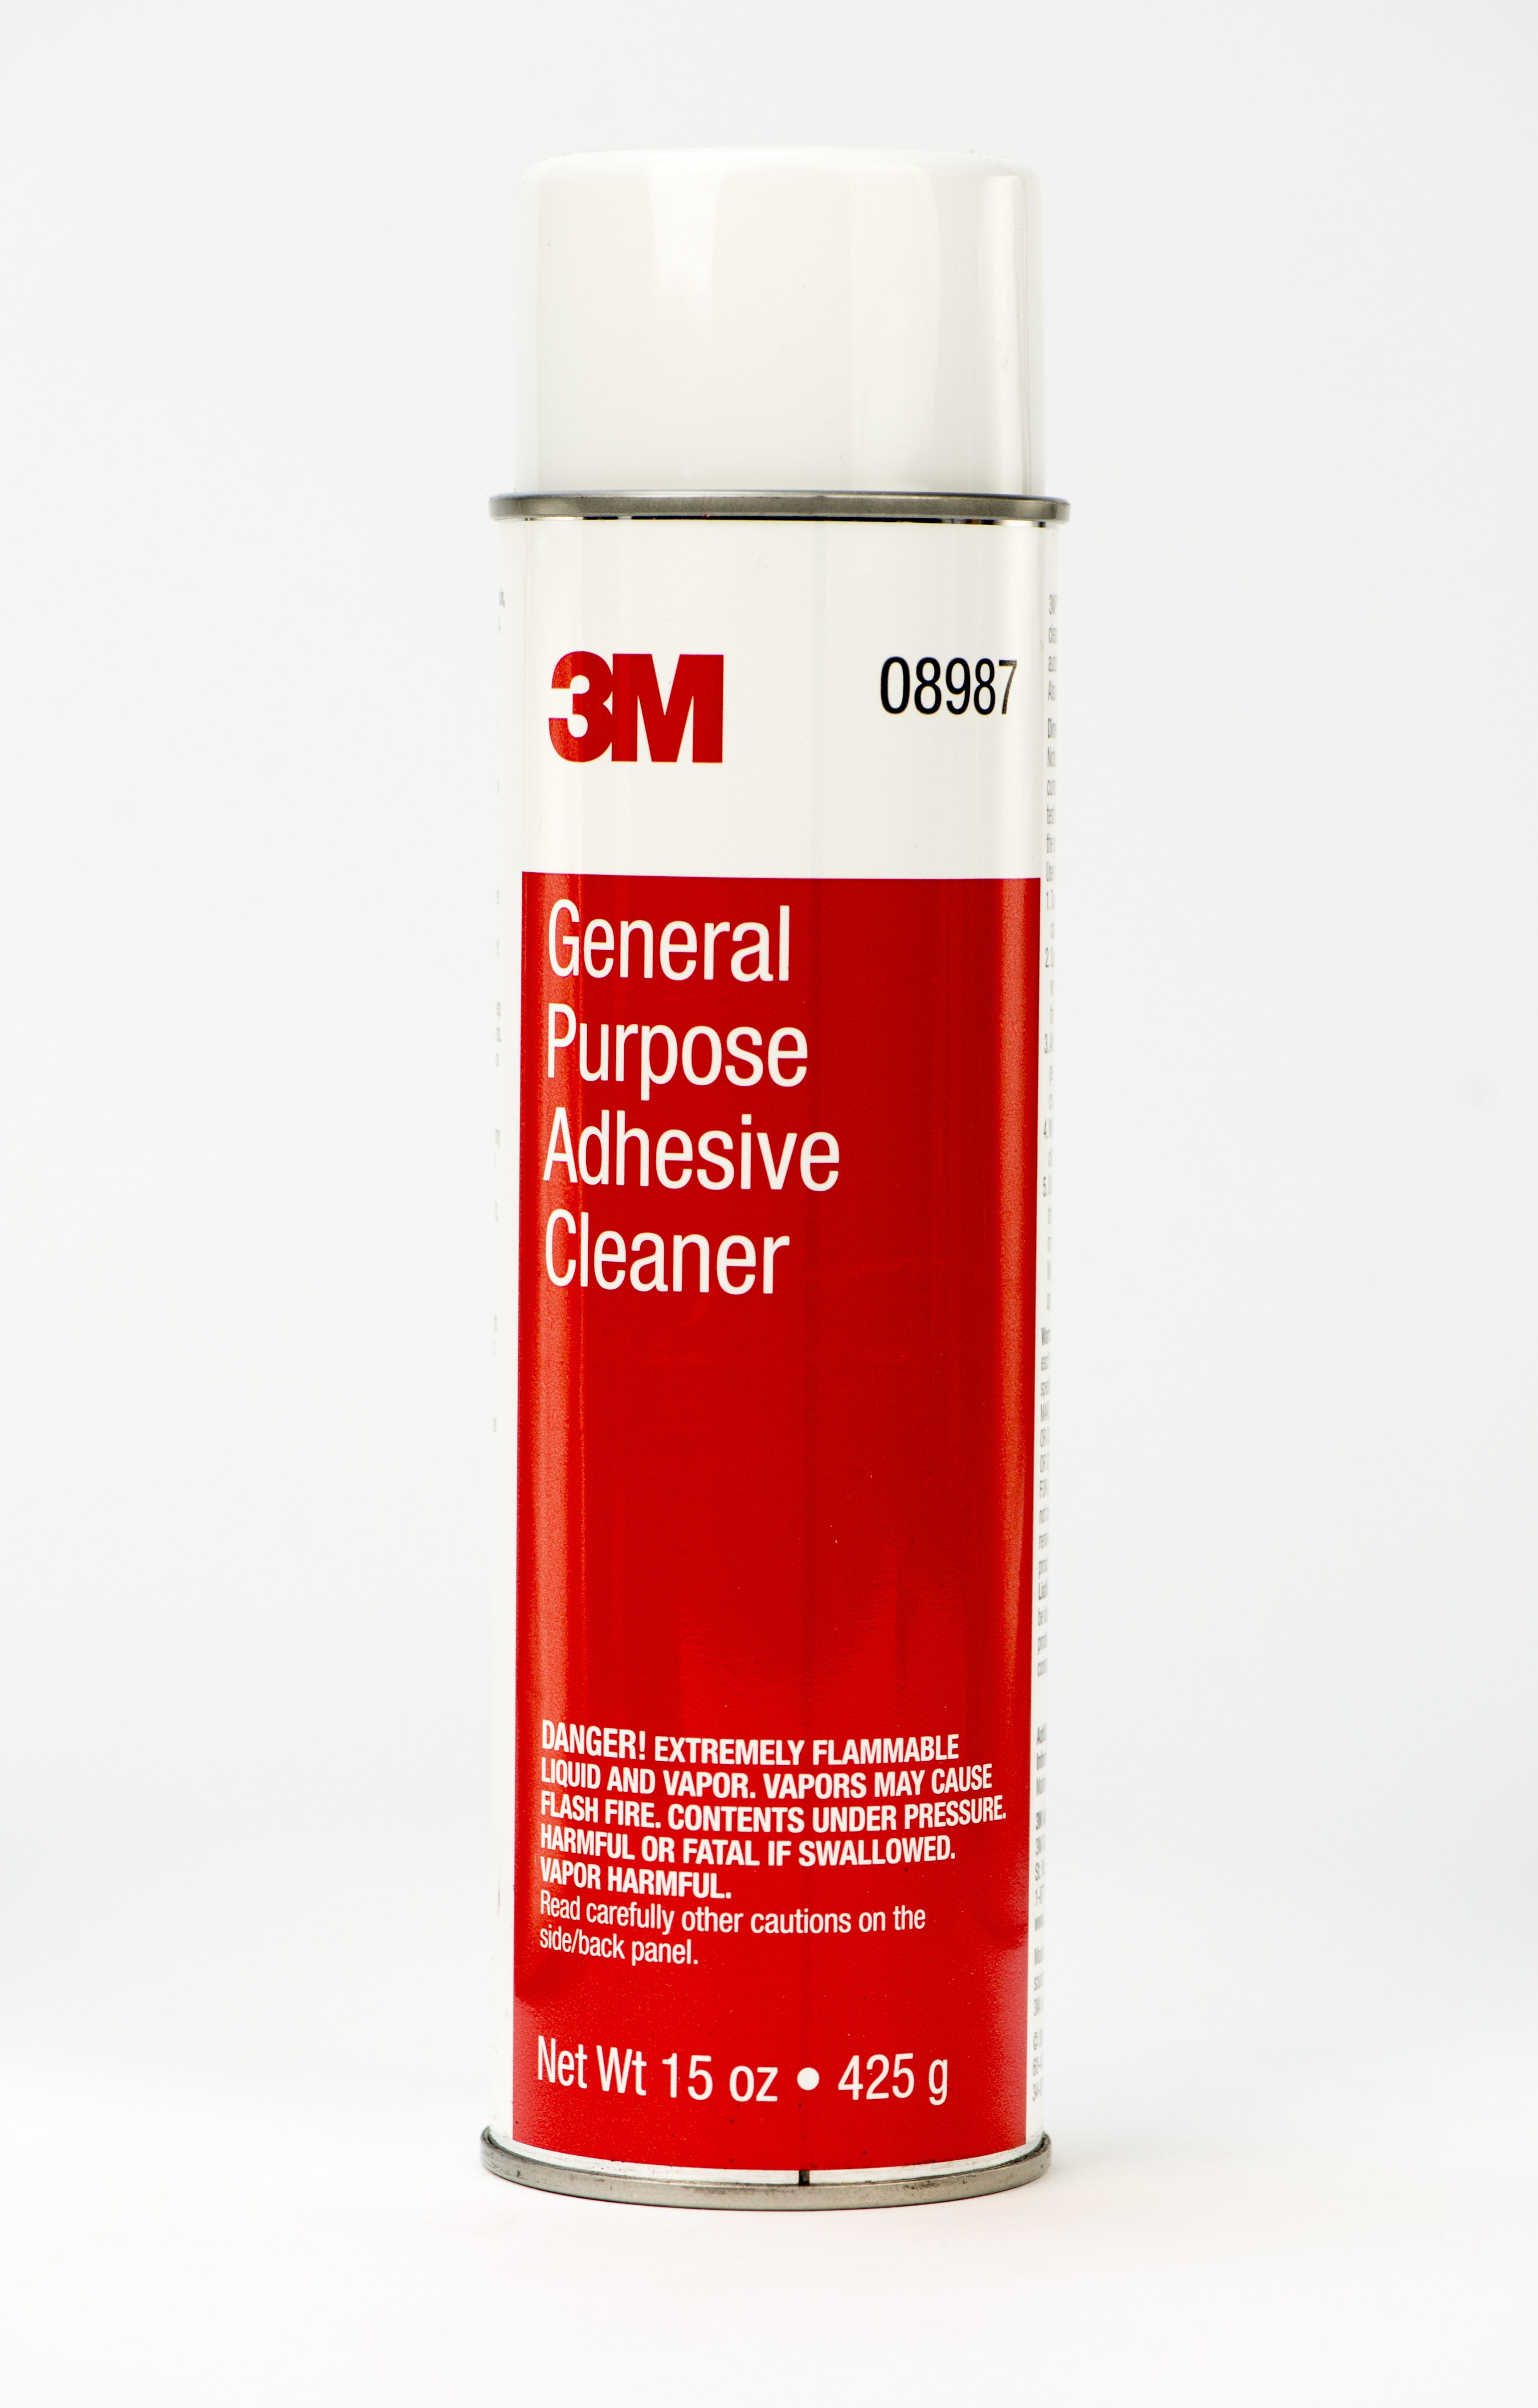 3M
08987
General
Purpose
Adhesive
Cleaner
DANGER! EXTREMELY FLAMMABLE
LIQUID AND VAPOR. VAPORS MAY CAUSE
FLASH FIRE. CONTENTS UNDER PRESSURE.
HARMFUL OR FATAL IF SWALLOWED.
VAPOR HARMFUL.
Read carefully other cautions on the
side/back panel.
Net Wt 15 oz • 425 g